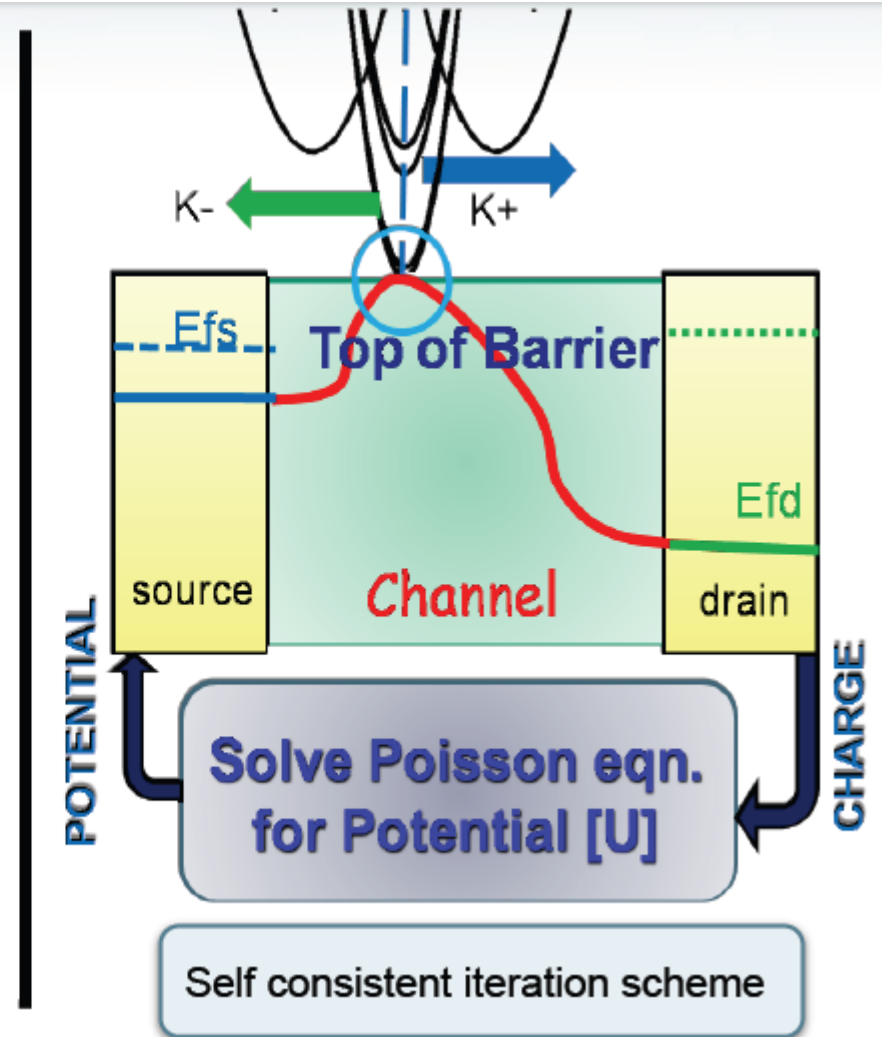 K-
K+
Efs
Top of Barrier
Efd
source
Channel
drain
POTENTIAL
CHARGE
Solve Poisson eqn.
for Potential [U]
Self consistent iteration scheme